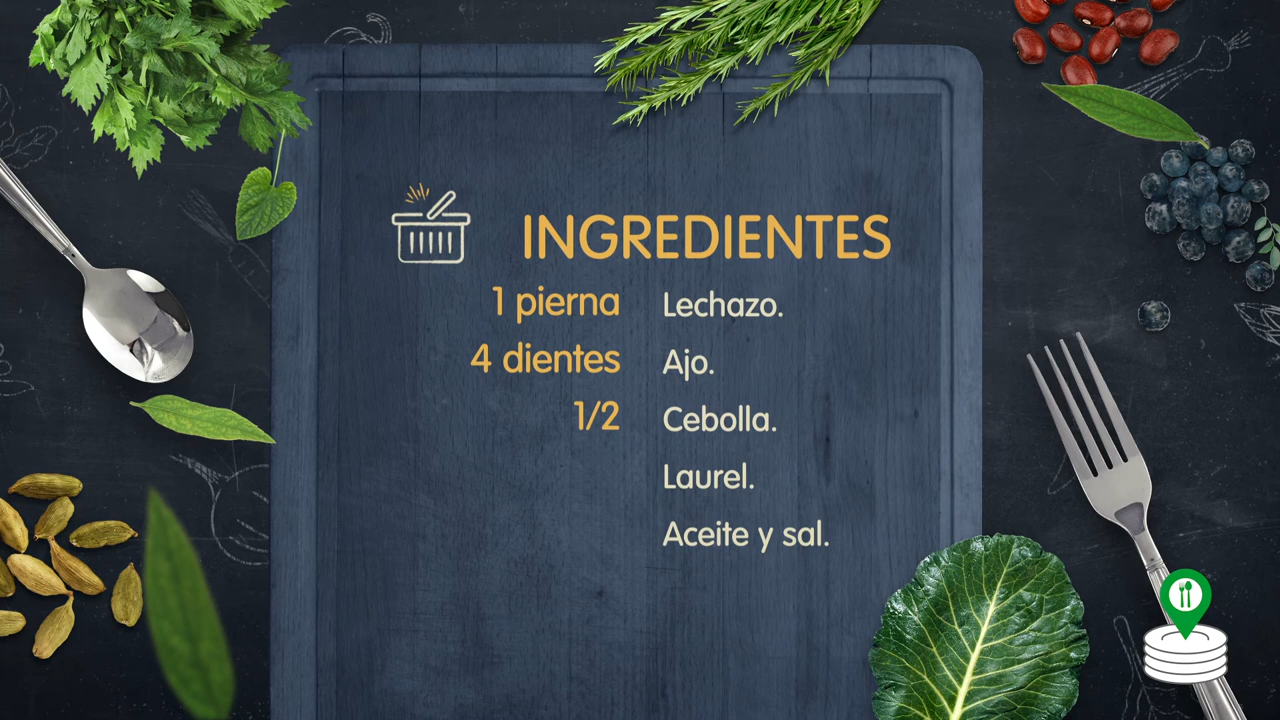 INGREDIENTES
1 pierna Lechazo.
4 dientes Ajo.
1/2 Cebolla.
Laurel.
Aceite y sal.